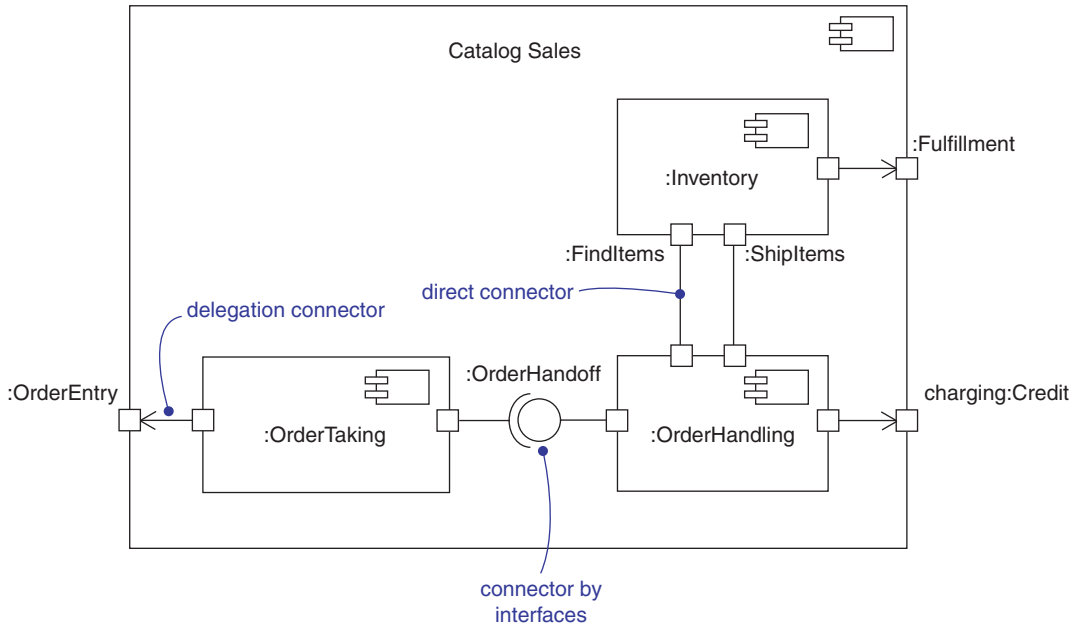 Catalog Sales
:Fulfillment
:Inventory
:FindItems
:ShipItems
direct connector
delegation connector
:OrderEntry
:OrderHandoff
charging:Credit
:OrderTaking
:OrderHandling
connector by
interfaces